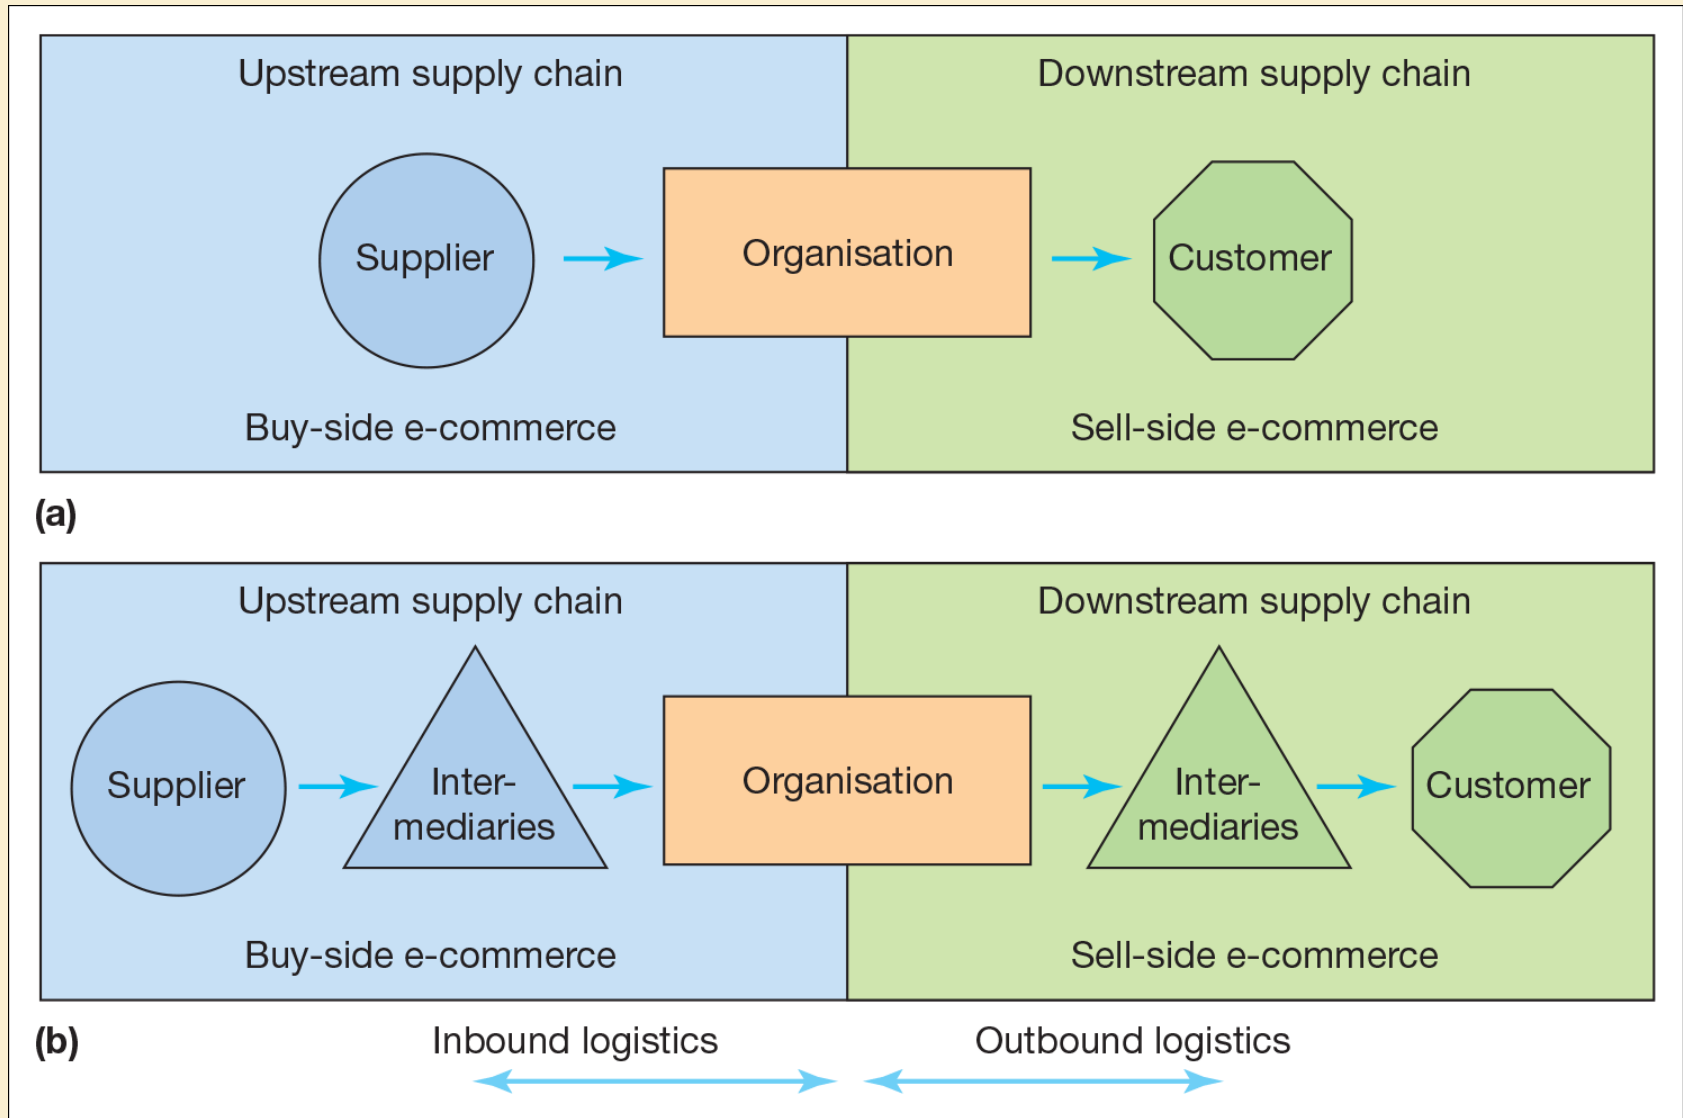 Upstream supply chain
Downstream supply chain
Supplier
Organisation
Customer
Buy-side e-commerce
Sell-side e-commerce
(a)
Upstream supply chain
Downstream supply chain
Supplier
Inter-
mediaries
Organisation
Inter-
mediaries
Customer
Buy-side e-commerce
Sell-side e-commerce
(b)
Inbound logistics
Outbound logistics